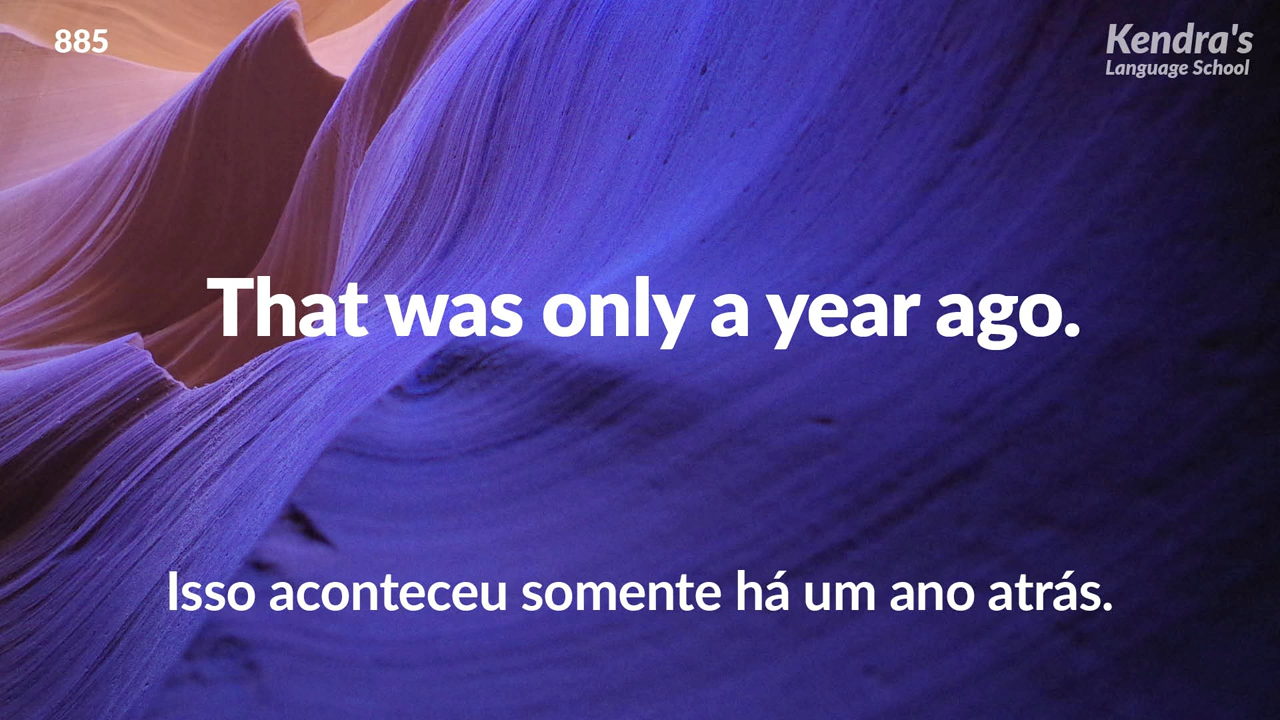 885
Kendra's
Language School
That was only a year ago.
Isso aconteceu somente há um ano atrás.